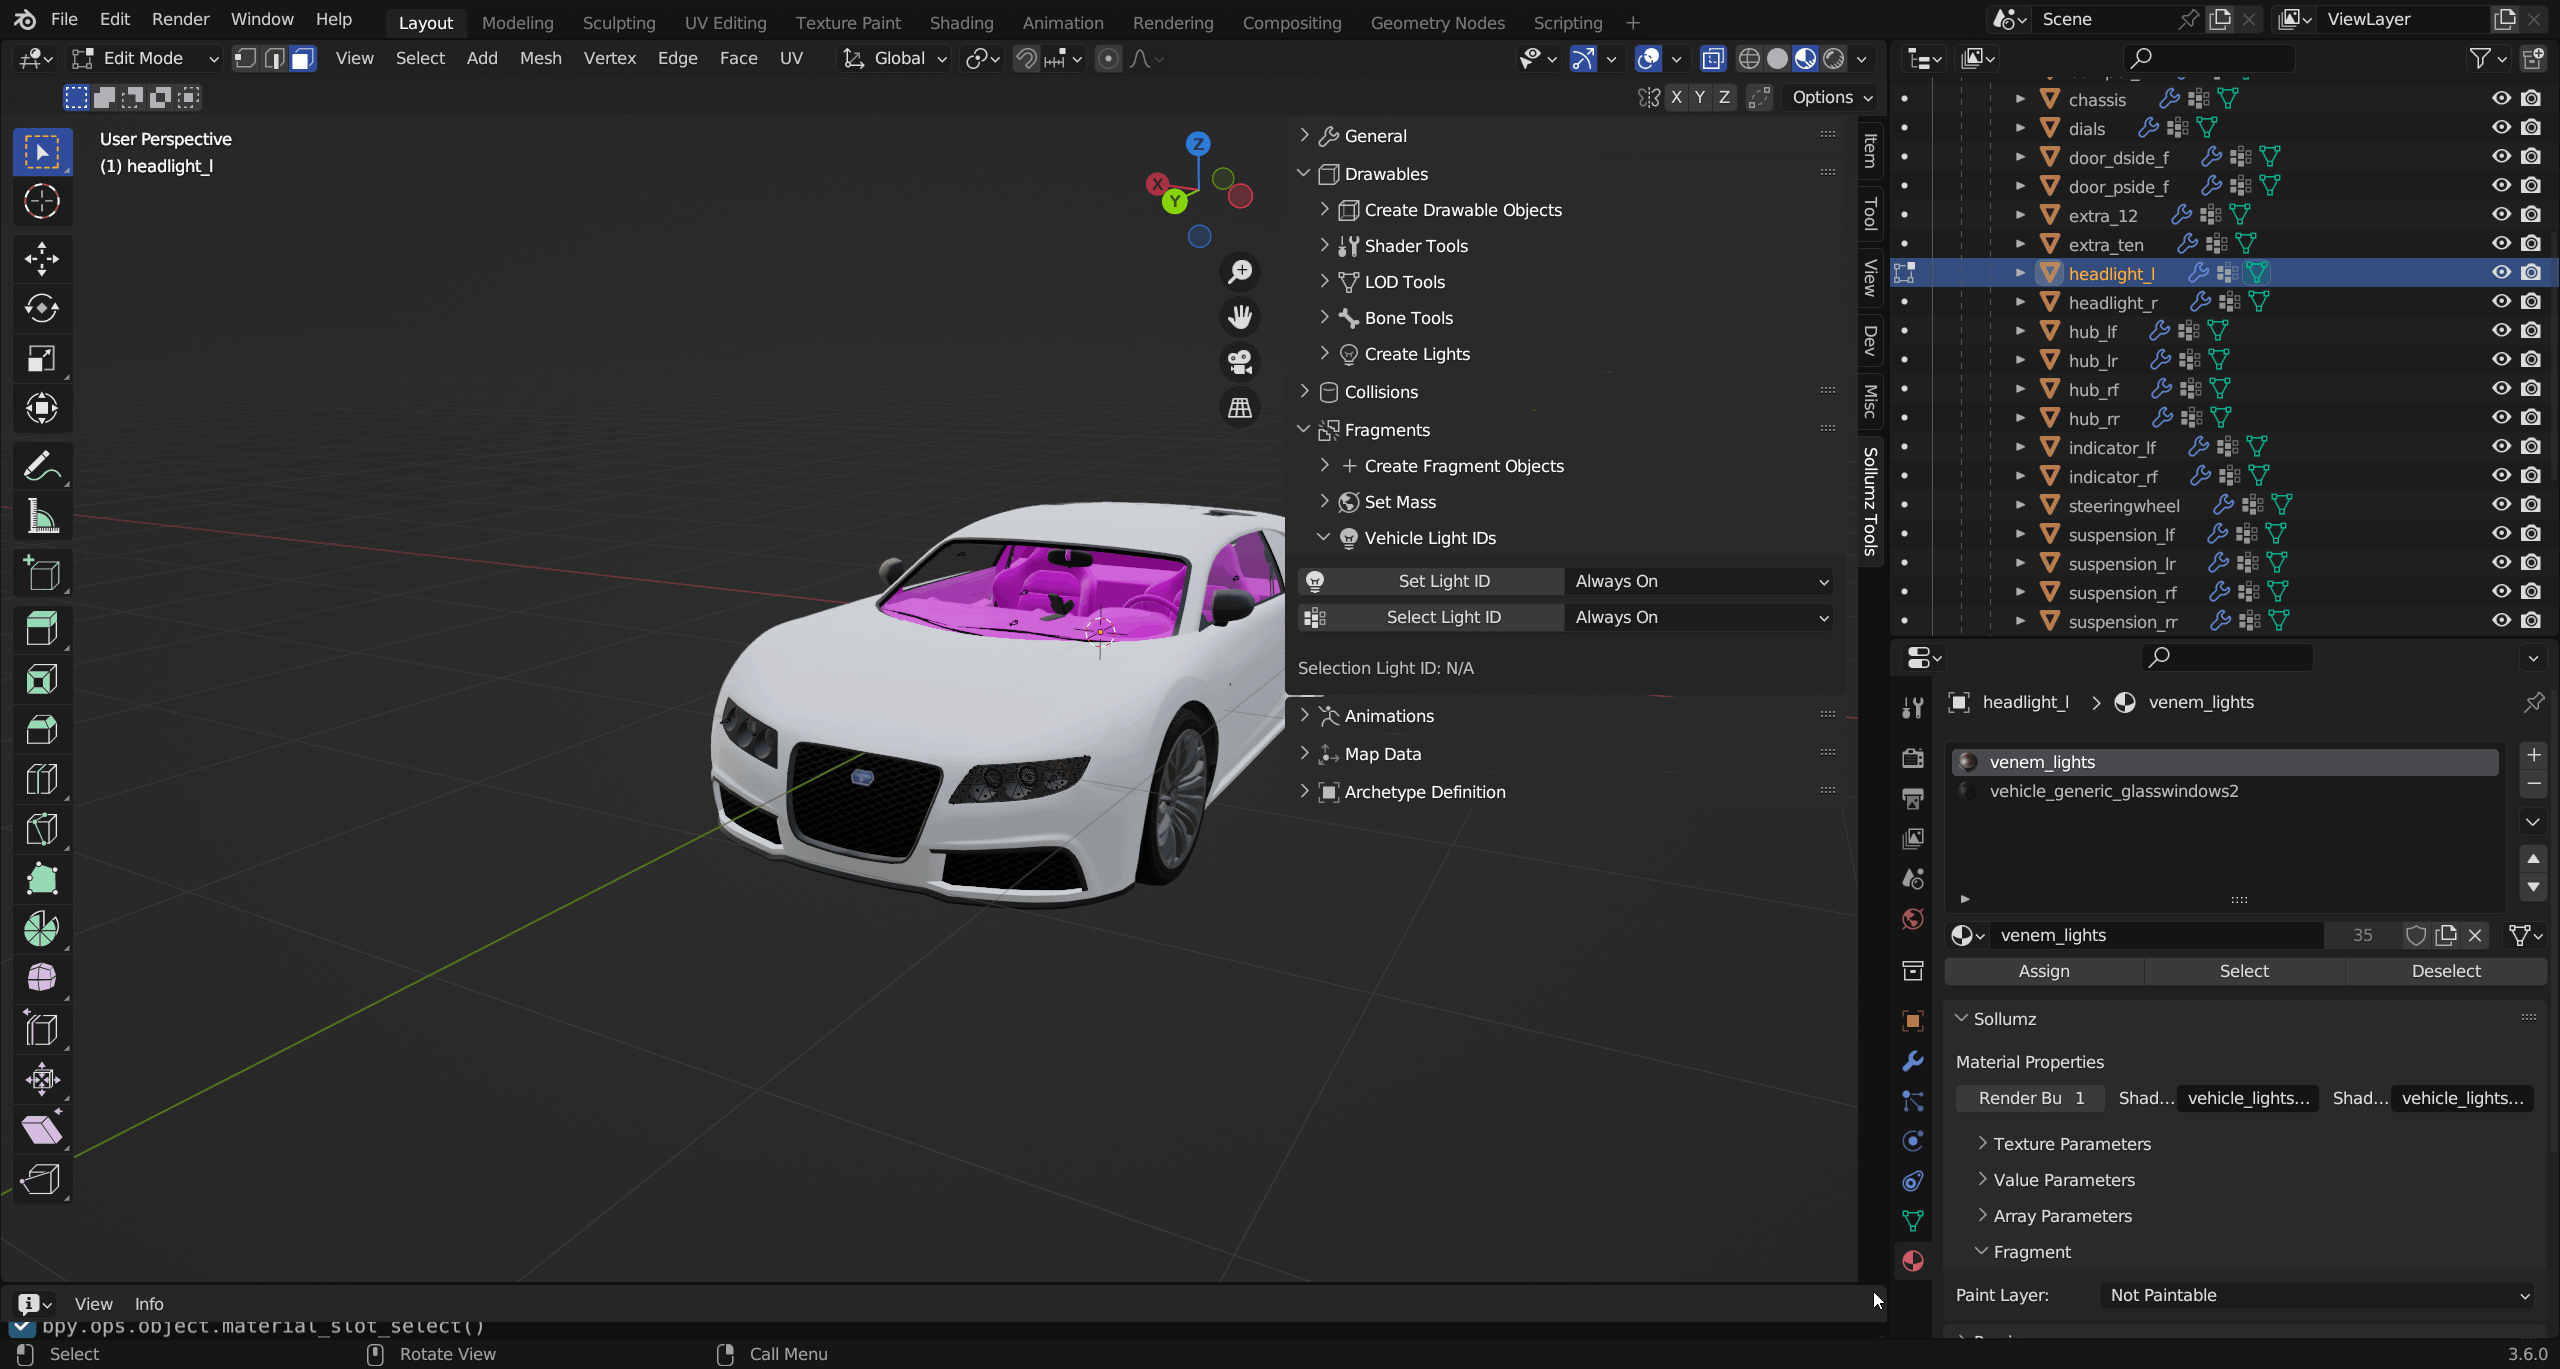 File Edit Render Window Help Layout Modeling Sculpting UV Editing Texture Paint Shading Animation Rendering Compositing Geometry Nodes Scripting + Scene ViewLayer
Edit Mode View Select Add Mesh Vertex Edge Face UV Global
X Y Z Options
User Perspective
(1) headlight_l
Z
X
Y
General
Drawables
Create Drawable Objects
Shader Tools
LOD Tools
Bone Tools
Create Lights
Collisions
Fragments
Create Fragment Objects
Set Mass
Vehicle Light IDs
Set Light ID Always On
Select Light ID Always On
Selection Light ID: N/A
Animations
Map Data
Archetype Definition
Item
Tool
View
Dev
Misc
Sollumz Tools
chassis
dials
door_dside_f
door_pside_f
extra_12
extra_ten
headlight_l
headlight_r
hub_lf
hub_lr
hub_rf
hub_rr
indicator_lf
indicator_rf
steeringwheel
suspension_lf
suspension_lr
suspension_rf
suspension_rr
headlight_l venem_lights
venem_lights
vehicle_generic_glasswindows2
venem_lights 35
Assign Select Deselect
Sollumz
Material Properties
Render Bu 1 Shad... vehicle_lights... Shad... vehicle_lights...
Texture Parameters
Value Parameters
Array Parameters
Fragment
Paint Layer: Not Paintable
View Info
bpy.ops.object.material_slot_select()
Select Rotate View Call Menu 3.6.0